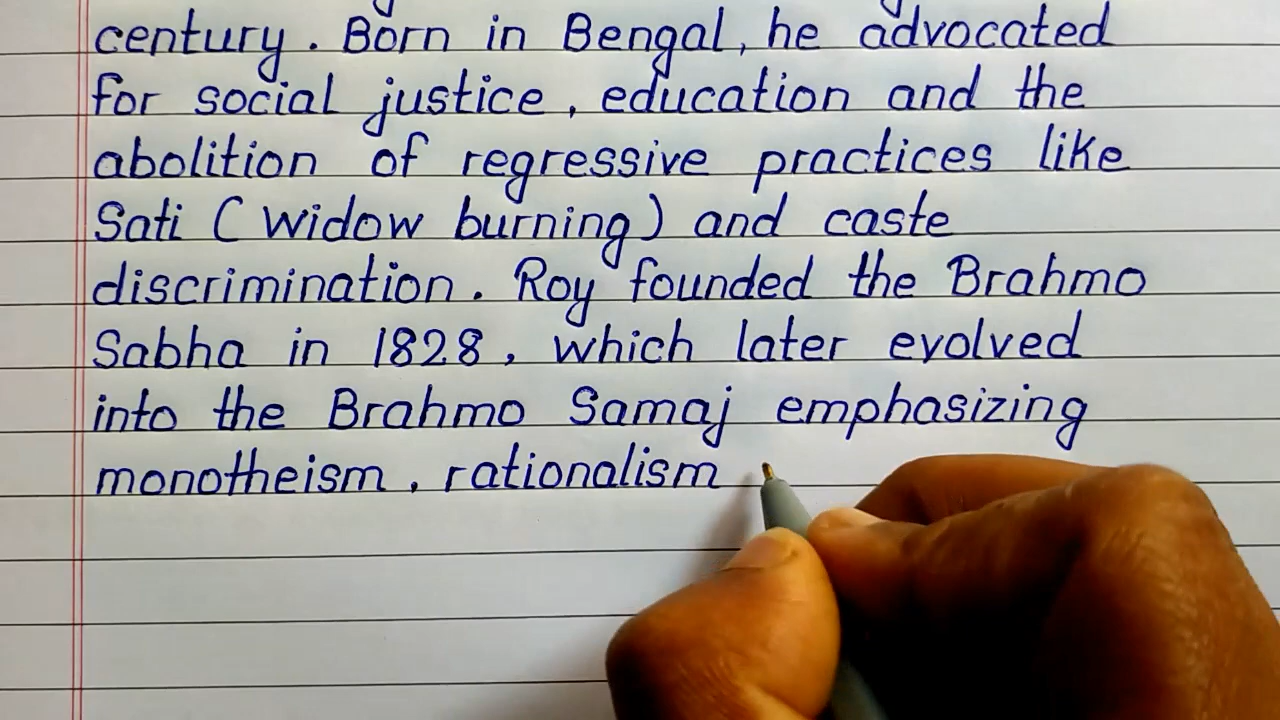 century. Born in Bengal, he advocated
for social justice, education and the
abolition of regressive practices like
Sati (widow burning) and caste
discrimination. Roy founded the Brahmo
Sabha in 1828, which later evolved
into the Brahmo Samaj emphasizing
monotheism, rationalism